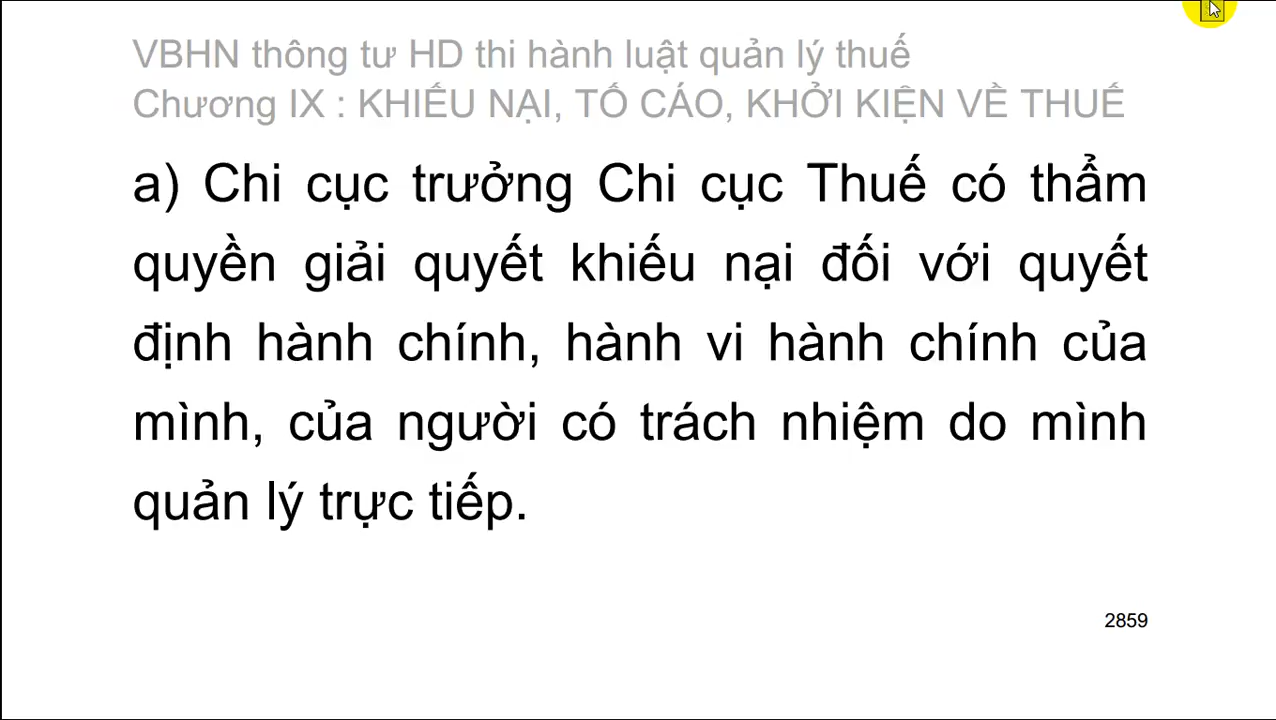 VBHN thông tư HD thi hành luật quản lý thuế
Chương IX : KHIẾU NẠI, TỐ CÁO, KHỞI KIỆN VỀ THUẾ
a) Chi cục trưởng Chi cục Thuế có thẩm
quyền giải quyết khiếu nại đối với quyết
định hành chính, hành vi hành chính của
mình, của người có trách nhiệm do mình
quản lý trực tiếp.
2859